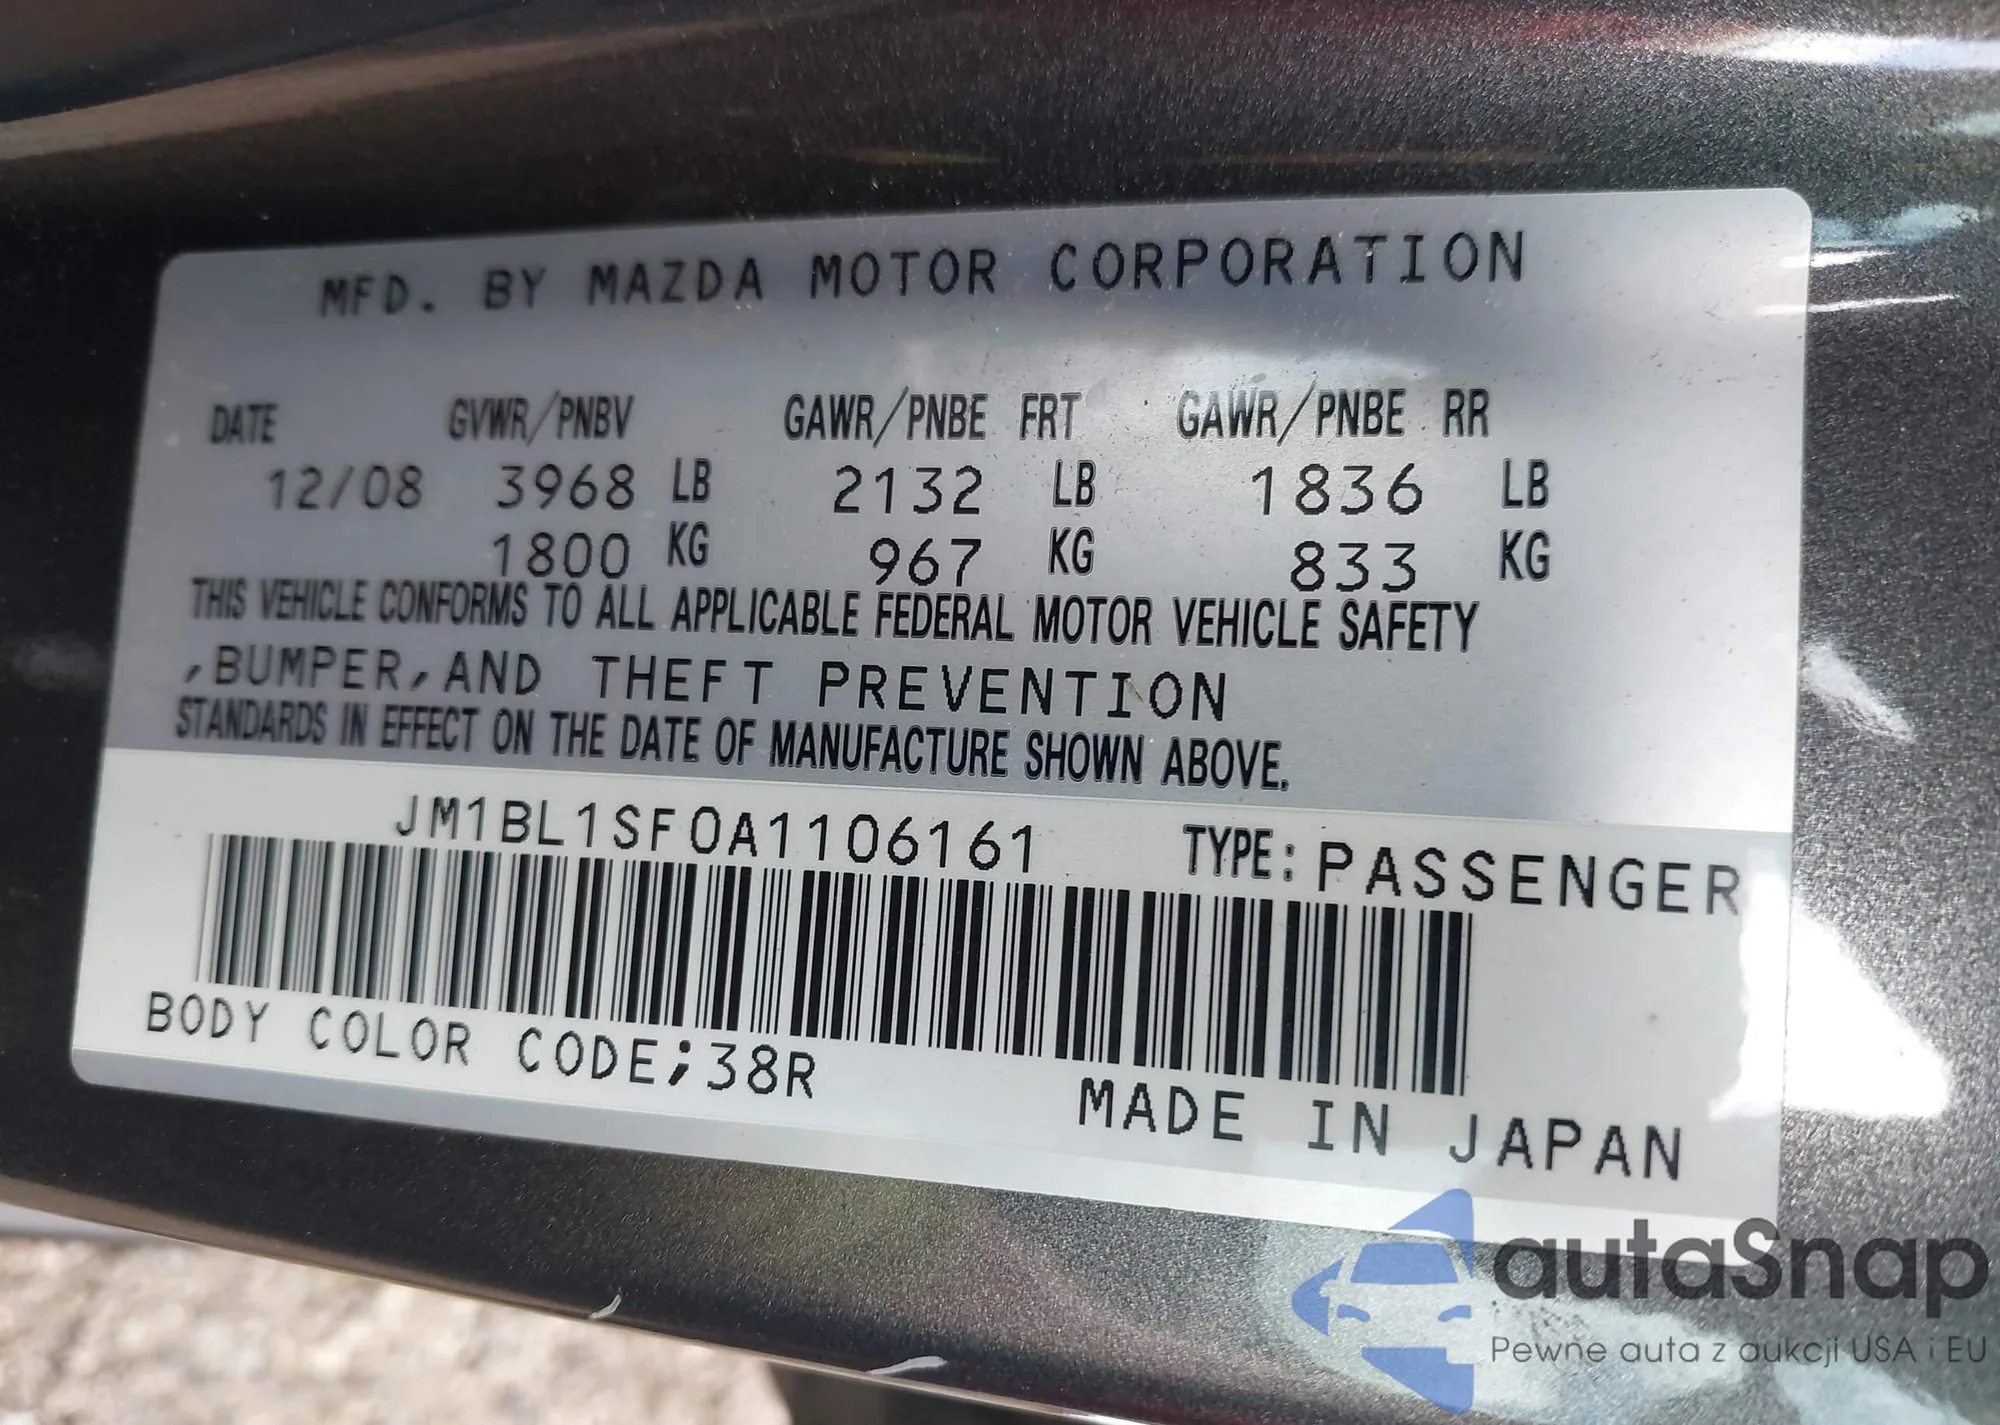 MFD. BY MAZDA MOTOR CORPORATION
DATE GVWR/PNBV GAWR/PNBE FRT GAWR/PNBE RR
12/08 3968 LB 2132 LB 1836 LB
1800 KG 967 KG 833 KG
THIS VEHICLE CONFORMS TO ALL APPLICABLE FEDERAL MOTOR VEHICLE SAFETY
,BUMPER,AND THEFT PREVENTION
STANDARDS IN EFFECT ON THE DATE OF MANUFACTURE SHOWN ABOVE.
JM1BL1SF0A1106161 TYPE: PASSENGER
BODY COLOR CODE;38R
MADE IN JAPAN
autaSnap
Pewne auta z aukcji USA i EU